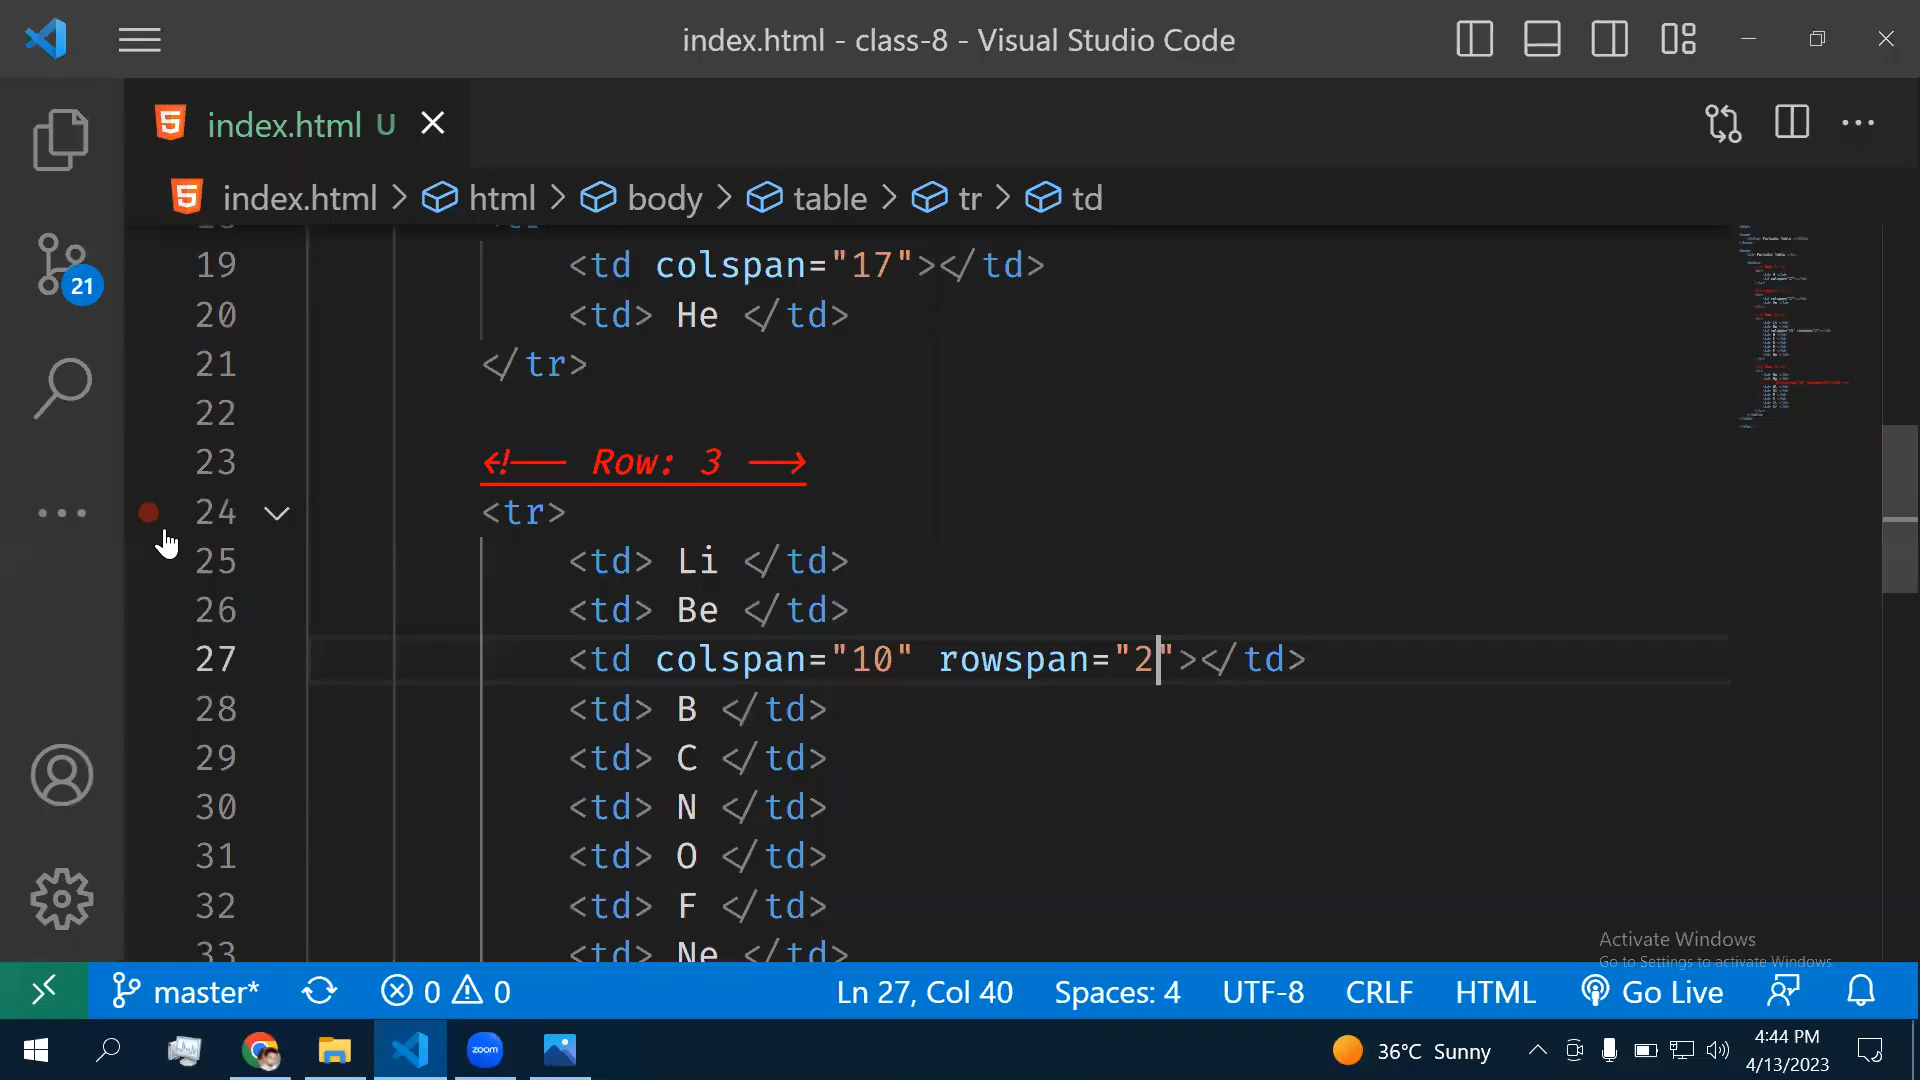 index.html - class-8 - Visual Studio Code
index.html U
index.html > html > body > table > tr > td
19 <td colspan="17"></td>
20 <td> He </td>
21 </tr>
22
23 <!-- Row: 3 -->
24 <tr>
25 <td> Li </td>
26 <td> Be </td>
27 <td colspan="10" rowspan="2"></td>
28 <td> B </td>
29 <td> C </td>
30 <td> N </td>
31 <td> O </td>
32 <td> F </td>
33 <td> Ne </td>
21
Activate Windows
Go to Settings to activate Windows.
master* 0 0 Ln 27, Col 40 Spaces: 4 UTF-8 CRLF HTML Go Live
zoom
36°C Sunny
4:44 PM
4/13/2023